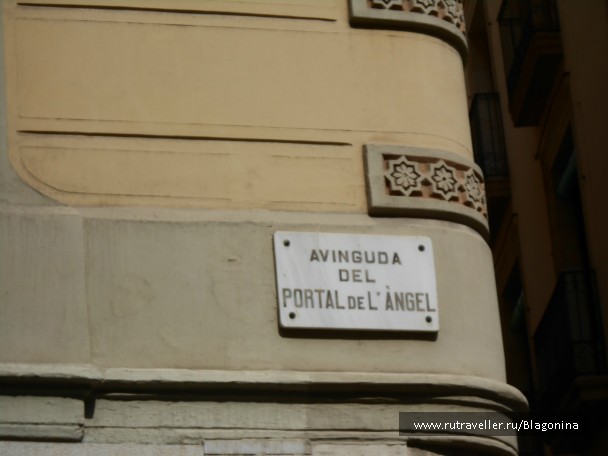 AVINGUDA
DEL
PORTAL DE L'ÀNGEL
www.rutraveller.ru/Blagonina